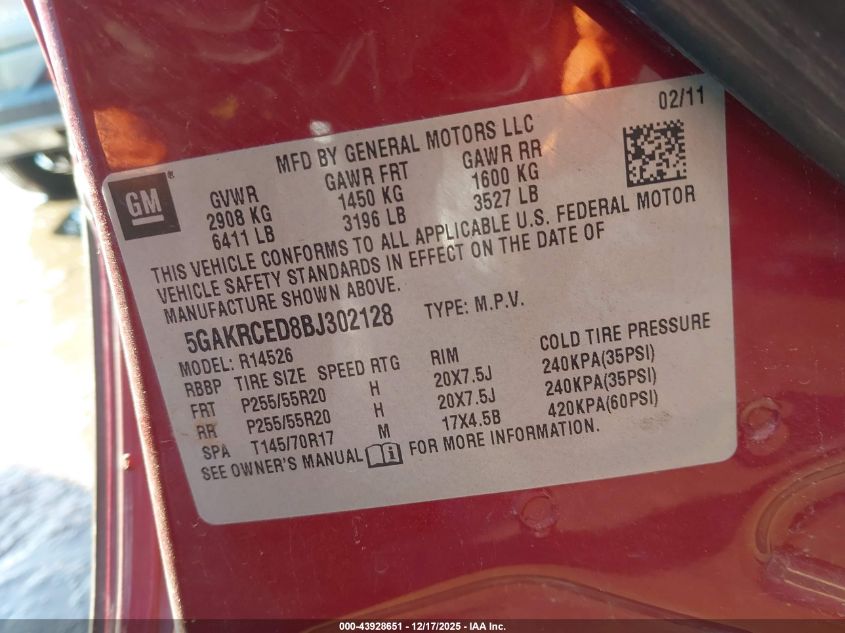 02/11
MFD BY GENERAL MOTORS LLC
GM ®
GVWR GAWR FRT GAWR RR
2908 KG 1450 KG 1600 KG
6411 LB 3196 LB 3527 LB
THIS VEHICLE CONFORMS TO ALL APPLICABLE U.S. FEDERAL MOTOR
VEHICLE SAFETY STANDARDS IN EFFECT ON THE DATE OF
MANUFACTURE SHOWN ABOVE.
5GAKRCED8BJ302128 TYPE: M.P.V.
MODEL: R14526
RBBP TIRE SIZE SPEED RTG RIM COLD TIRE PRESSURE
FRT P255/55R20 H 20X7.5J 240KPA(35PSI)
RR P255/55R20 H 20X7.5J 240KPA(35PSI)
SPA T145/70R17 M 17X4.5B 420KPA(60PSI)
SEE OWNER'S MANUAL i FOR MORE INFORMATION.
000-43928651 - 12/17/2025 - IAA Inc.